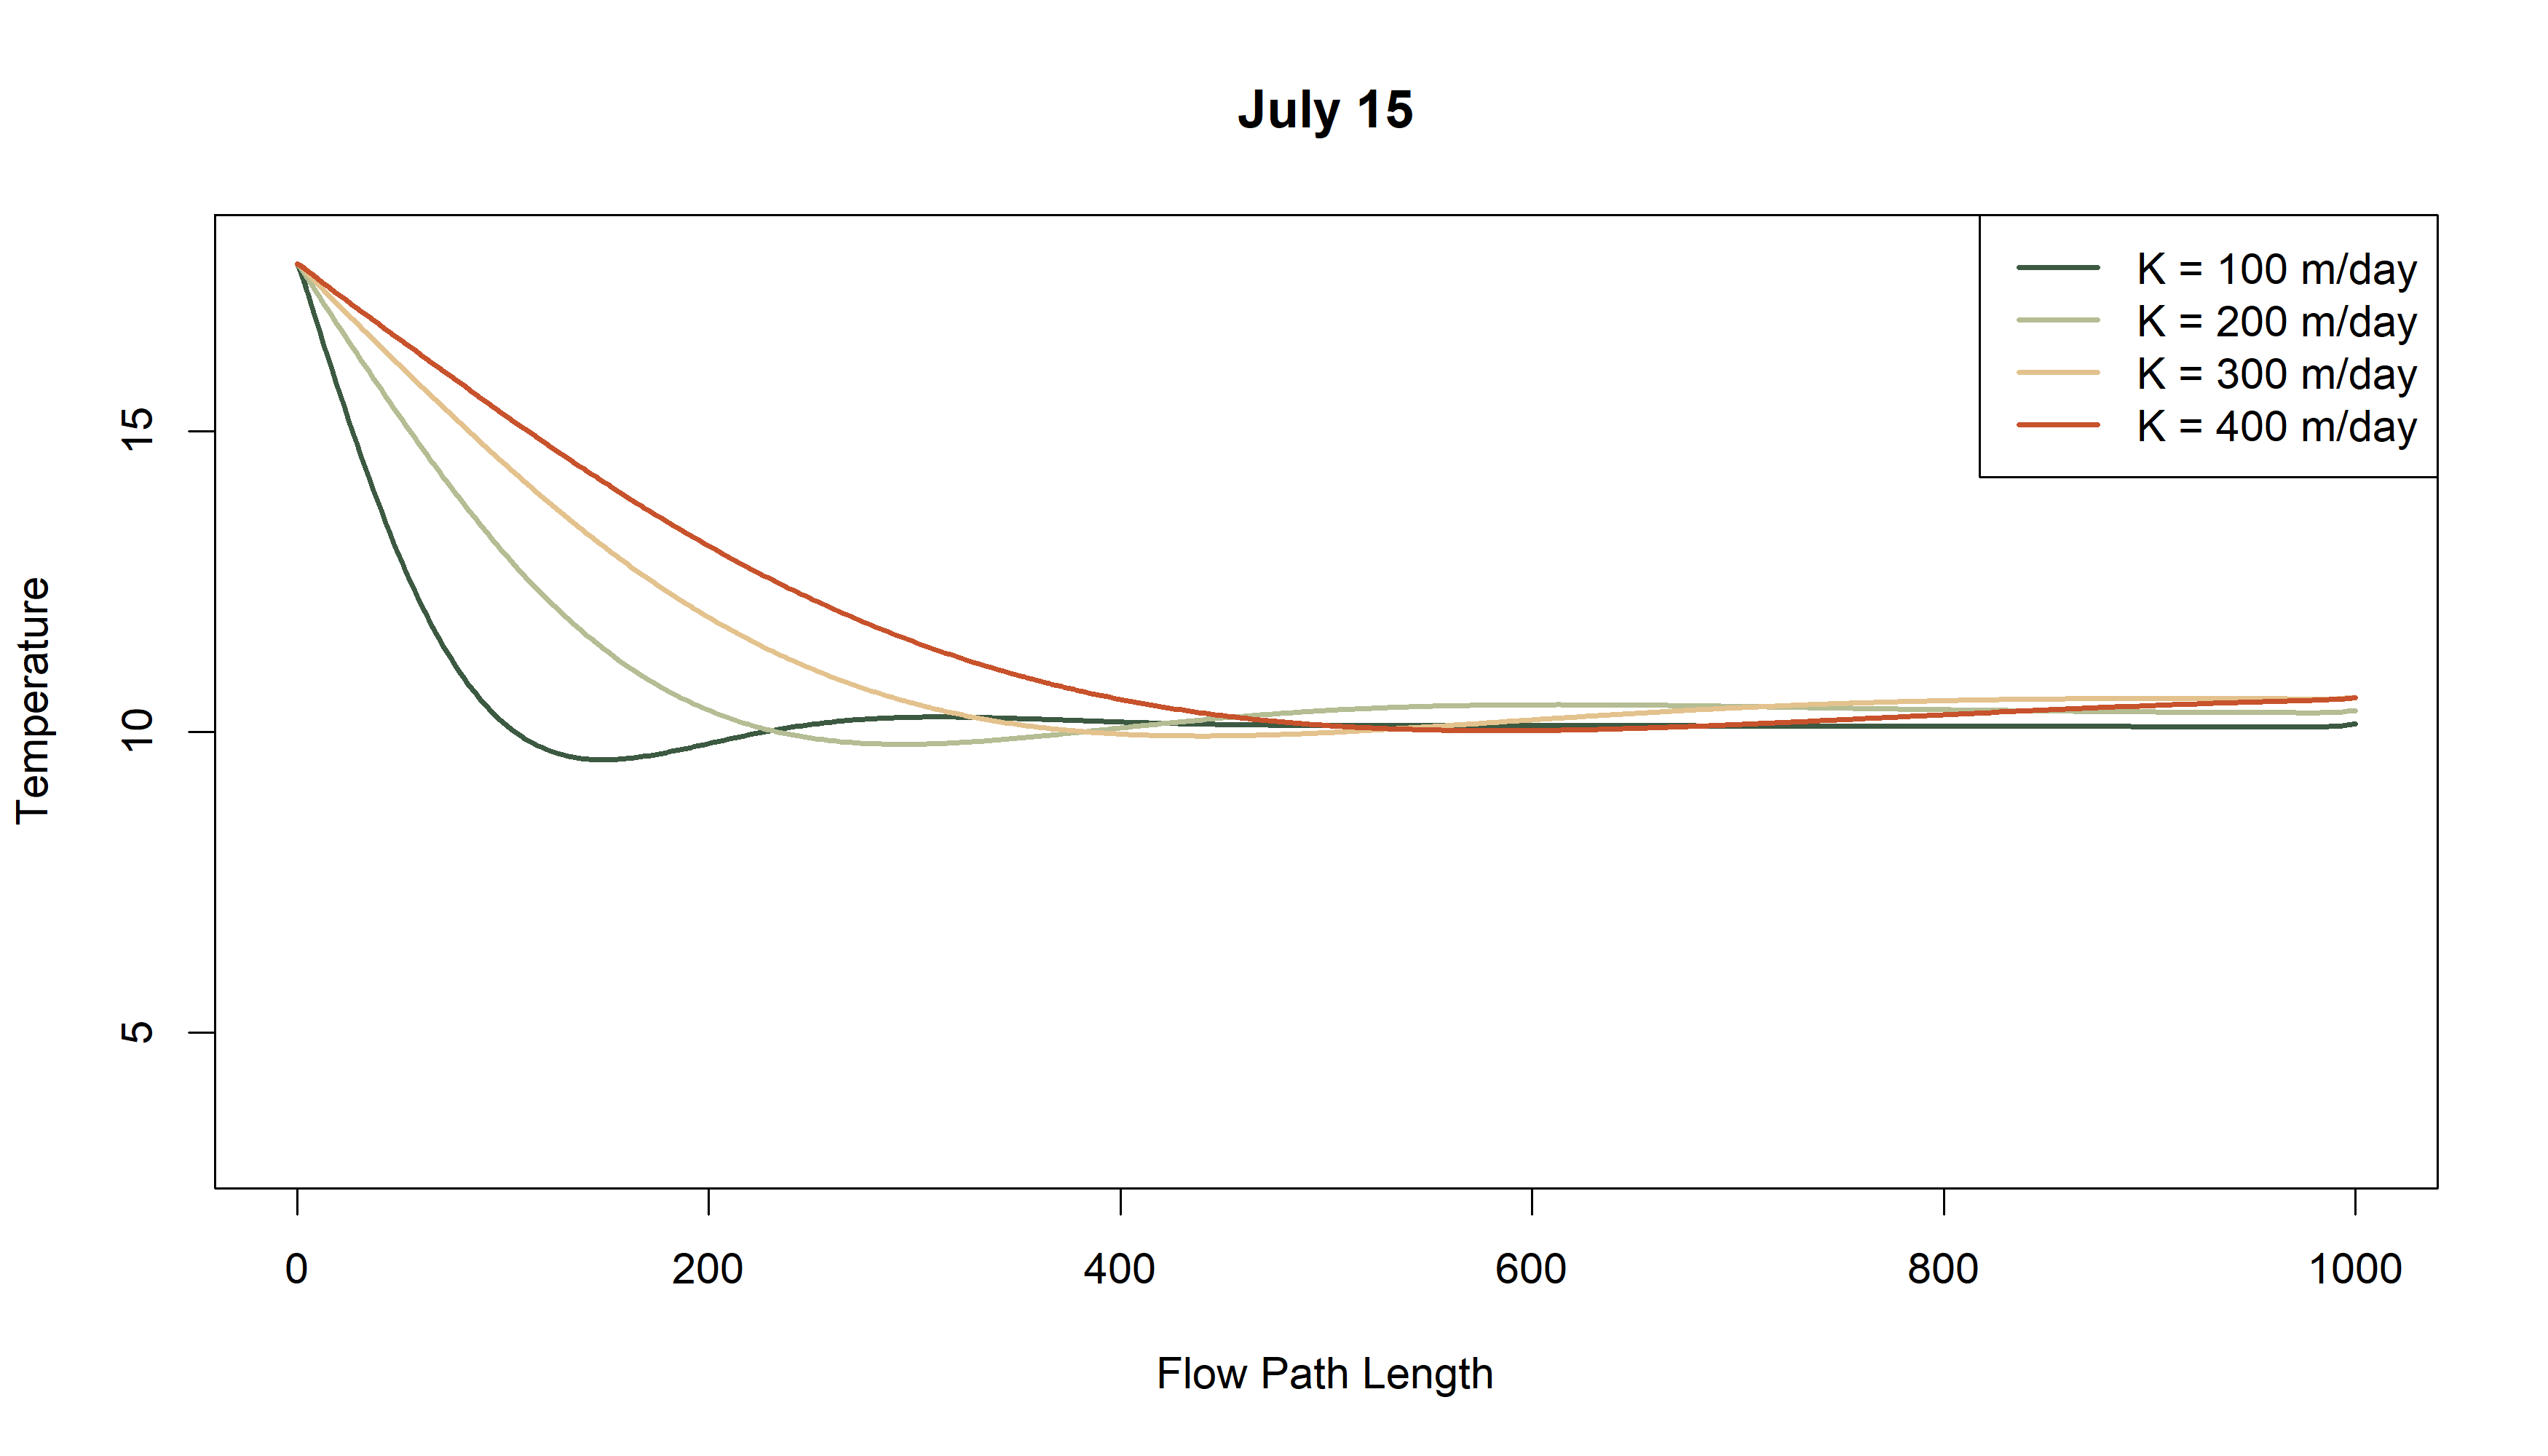 July 15
K = 100 m/day
K = 200 m/day
K = 300 m/day
K = 400 m/day
Temperature
15
10
5
0 200 400 600 800 1000
Flow Path Length